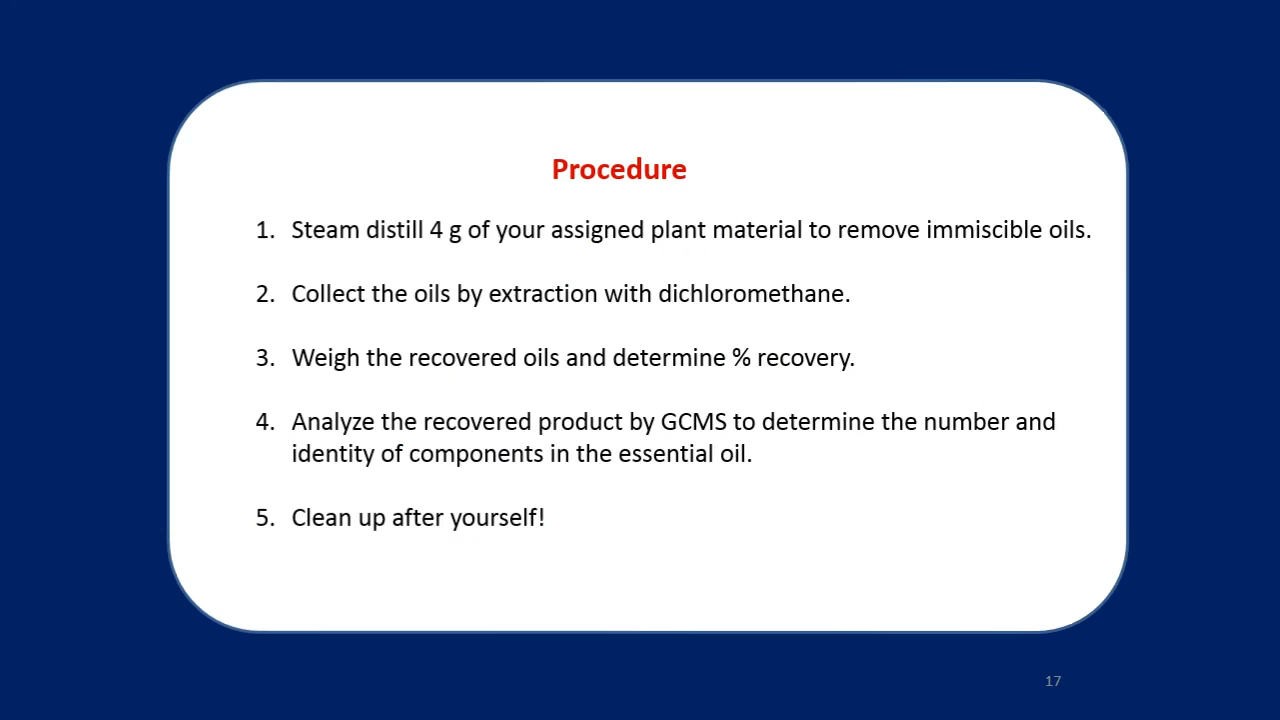 Procedure
1. Steam distill 4 g of your assigned plant material to remove immiscible oils.
2. Collect the oils by extraction with dichloromethane.
3. Weigh the recovered oils and determine % recovery.
4. Analyze the recovered product by GCMS to determine the number and
identity of components in the essential oil.
5. Clean up after yourself!
17